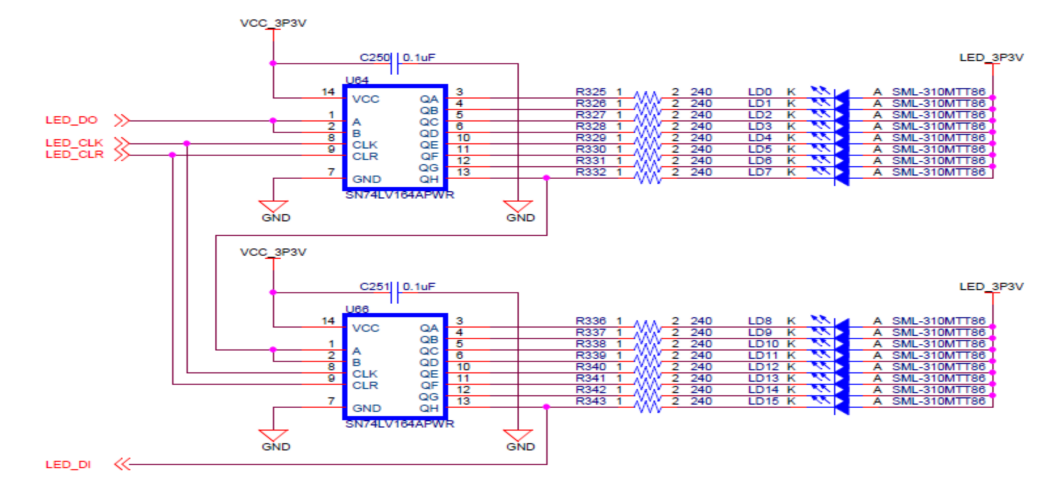 VCC_3P3V
C250 0.1uF LED_3P3V
U64
14 VCC QA 3 R325 1 2 240 LD0 K A SML-310MTT86
QB 4 R326 1 2 240 LD1 K A SML-310MTT86
LED_DO 1 A QC 5 R327 1 2 240 LD2 K A SML-310MTT86
2 B QD 6 R328 1 2 240 LD3 K A SML-310MTT86
LED_CLK 8 CLK QE 10 R329 1 2 240 LD4 K A SML-310MTT86
LED_CLR 9 CLR QF 11 R330 1 2 240 LD5 K A SML-310MTT86
QG 12 R331 1 2 240 LD6 K A SML-310MTT86
7 GND QH 13 R332 1 2 240 LD7 K A SML-310MTT86
SN74LV164APWR
GND GND
VCC_3P3V
C251 0.1uF LED_3P3V
U66
14 VCC QA 3 R336 1 2 240 LD8 K A SML-310MTT86
QB 4 R337 1 2 240 LD9 K A SML-310MTT86
1 A QC 5 R338 1 2 240 LD10 K A SML-310MTT86
2 B QD 6 R339 1 2 240 LD11 K A SML-310MTT86
8 CLK QE 10 R340 1 2 240 LD12 K A SML-310MTT86
9 CLR QF 11 R341 1 2 240 LD13 K A SML-310MTT86
QG 12 R342 1 2 240 LD14 K A SML-310MTT86
7 GND QH 13 R343 1 2 240 LD15 K A SML-310MTT86
SN74LV164APWR
GND GND
LED_DI